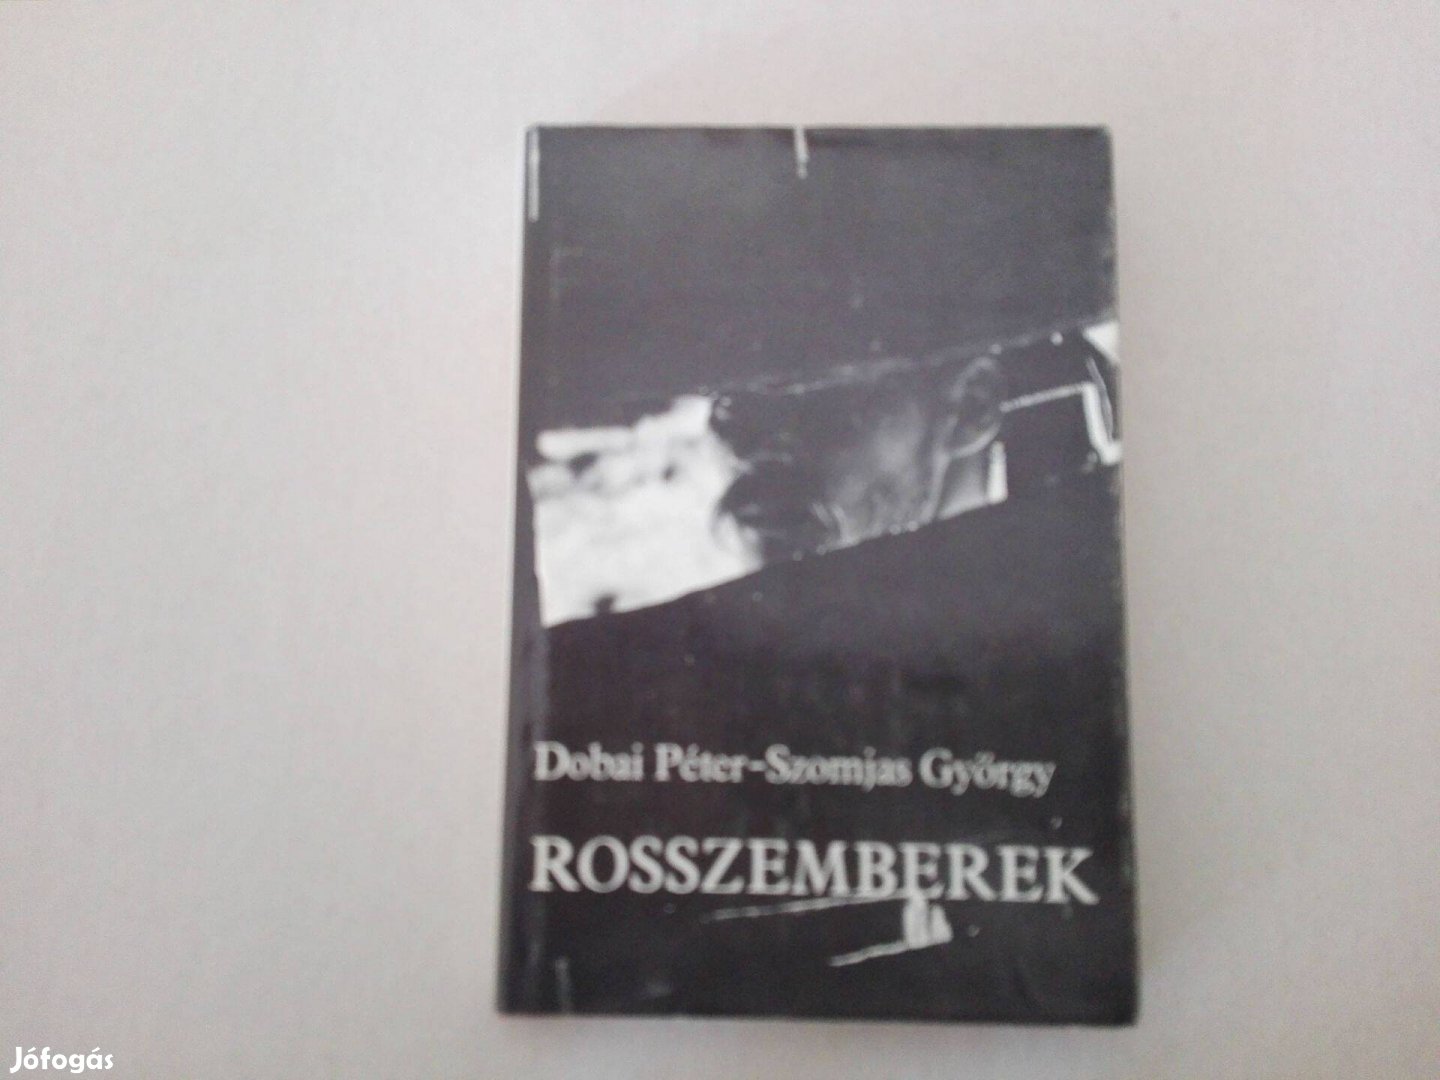 Dobai Péter-Szomjas György
ROSSZEMBEREK
Jófogás